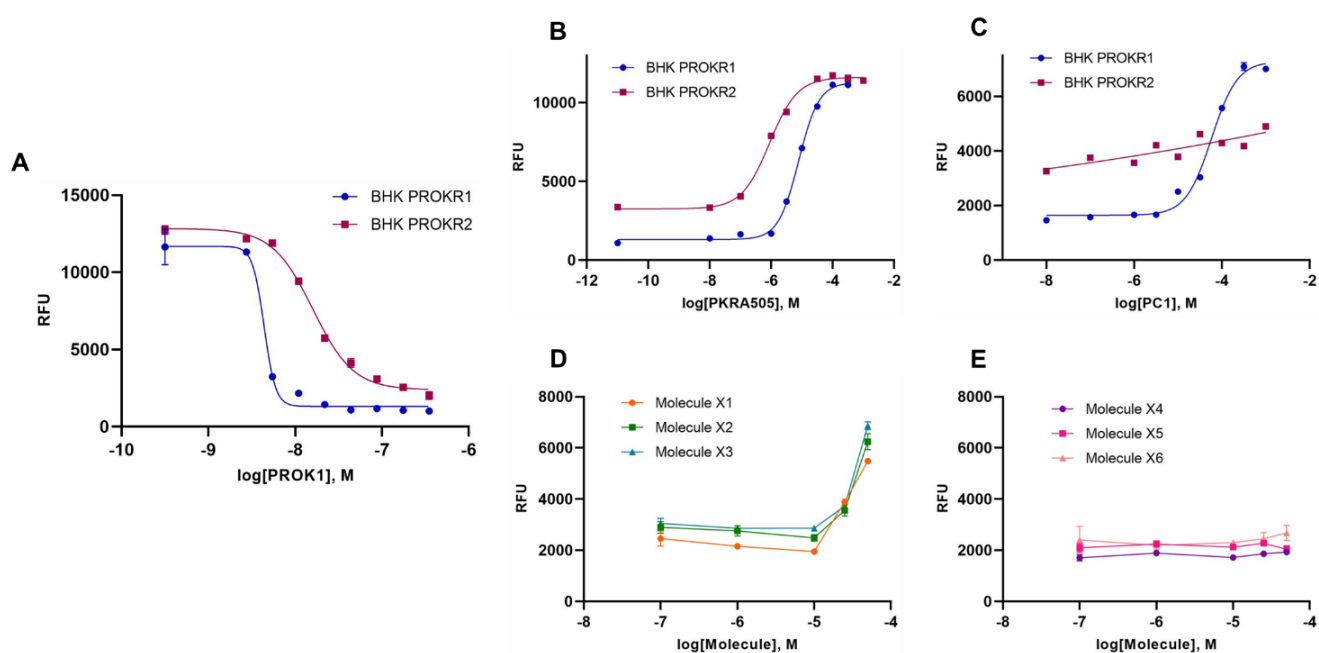 A
BHK PROKR1
BHK PROKR2
15000
10000
5000
0
RFU
-10 -9 -8 -7 -6
log[PROK1], M
B
BHK PROKR1
BHK PROKR2
10000
5000
0
RFU
-12 -10 -8 -6 -4 -2
log[PKRA505], M
C
BHK PROKR1
BHK PROKR2
6000
4000
2000
0
RFU
-8 -6 -4 -2
log[PC1], M
D
Molecule X1
Molecule X2
Molecule X3
8000
6000
4000
2000
0
RFU
-8 -7 -6 -5 -4
log[Molecule], M
E
Molecule X4
Molecule X5
Molecule X6
8000
6000
4000
2000
0
RFU
-8 -7 -6 -5 -4
log[Molecule], M